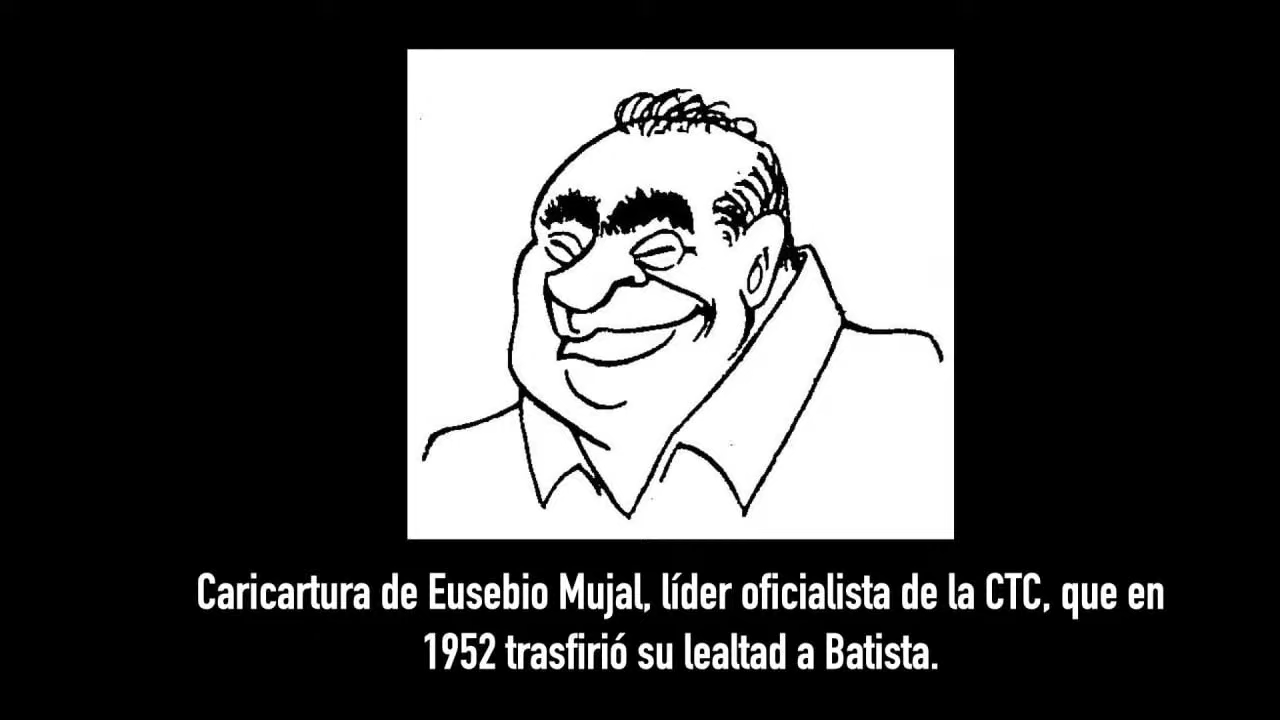 Caricartura de Eusebio Mujal, líder oficialista de la CTC, que en
1952 trasfirió su lealtad a Batista.